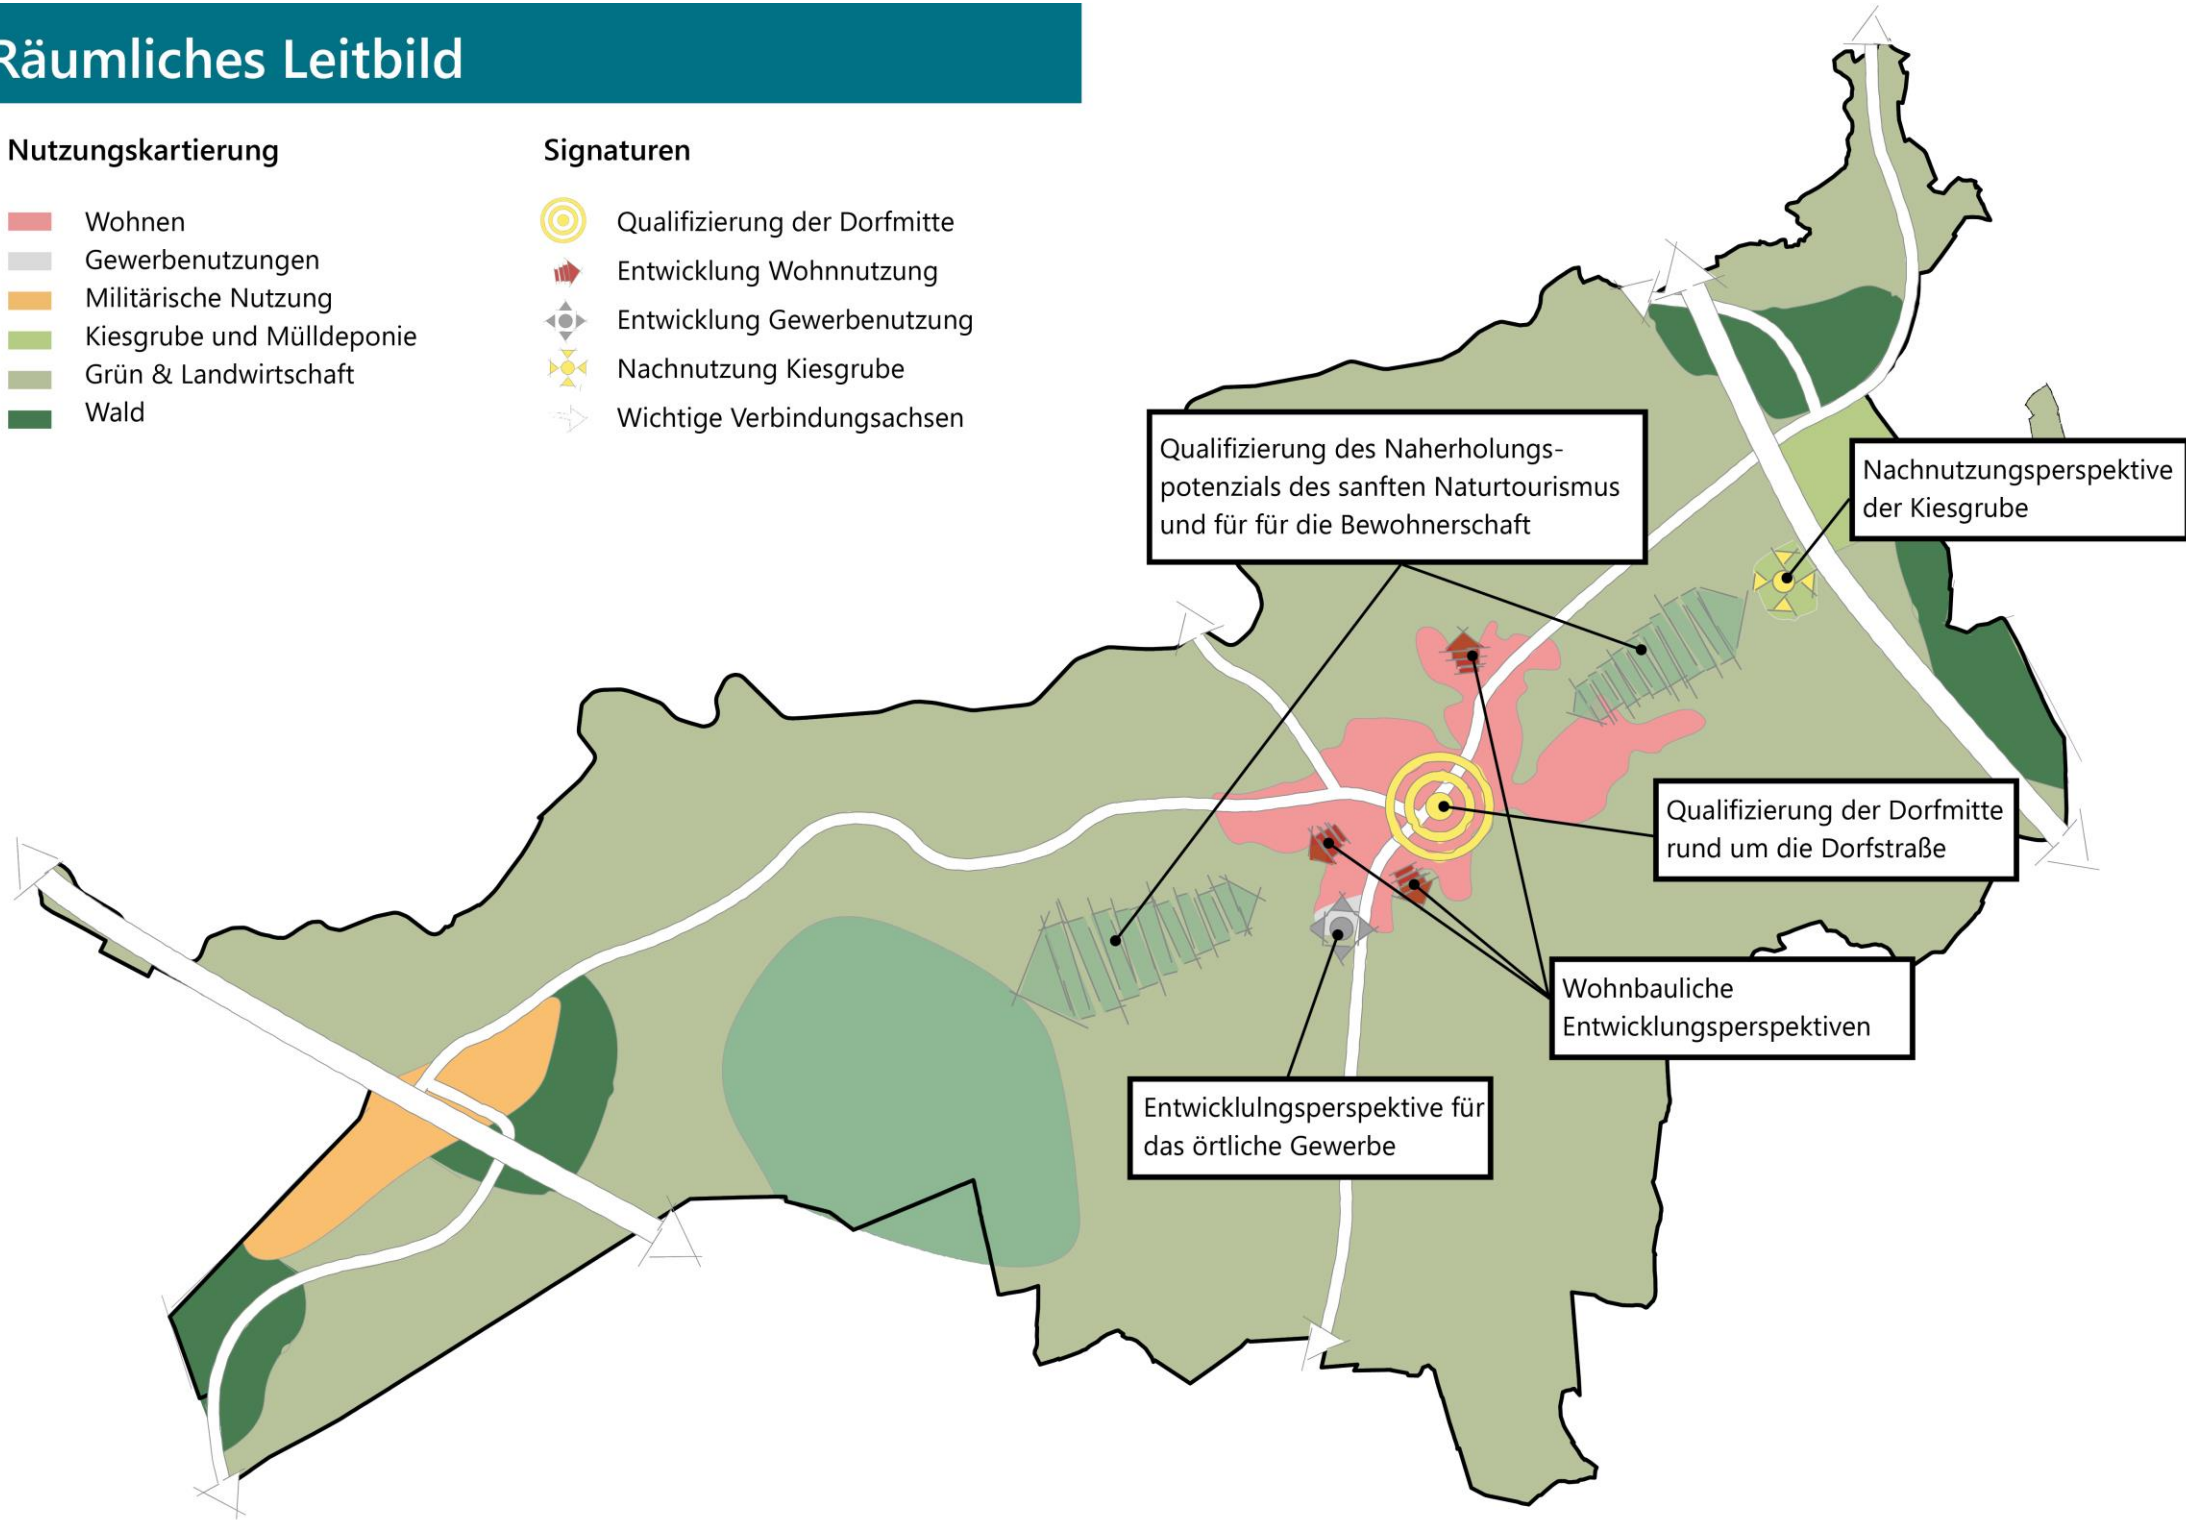 Räumliches Leitbild
Nutzungskartierung
Wohnen
Gewerbenutzungen
Militärische Nutzung
Kiesgrube und Mülldeponie
Grün & Landwirtschaft
Wald
Signaturen
Qualifizierung der Dorfmitte
Entwicklung Wohnnutzung
Entwicklung Gewerbenutzung
Nachnutzung Kiesgrube
Wichtige Verbindungsachsen
Qualifizierung des Naherholungs-
potenzials des sanften Naturtourismus
und für für die Bewohnerschaft
Nachnutzungsperspektive
der Kiesgrube
Qualifizierung der Dorfmitte
rund um die Dorfstraße
Wohnbauliche
Entwicklungsperspektiven
Entwicklulngsperspektive für
das örtliche Gewerbe